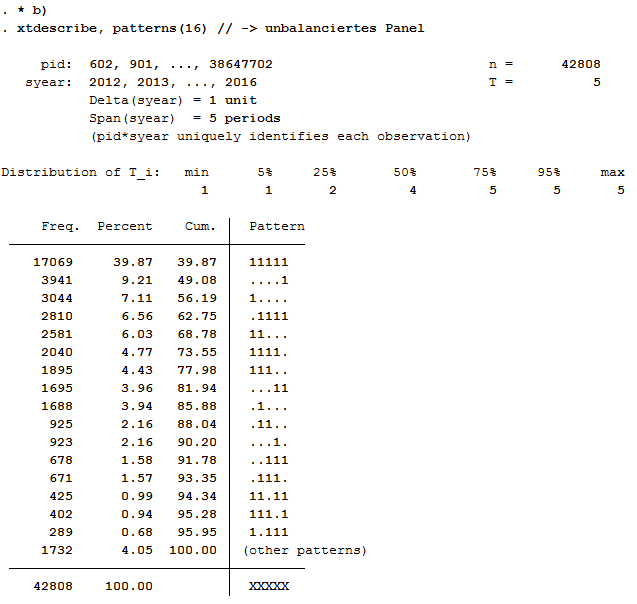 . * b)
. xtdescribe, patterns(16) // -> unbalanciertes Panel
pid: 602, 901, ..., 38647702 n = 42808
syear: 2012, 2013, ..., 2016 T = 5
Delta(syear) = 1 unit
Span(syear) = 5 periods
(pid*syear uniquely identifies each observation)
Distribution of T_i: min 5% 25% 50% 75% 95% max
1 1 2 4 5 5 5
Freq. Percent Cum. Pattern
17069 39.87 39.87 11111
3941 9.21 49.08 ....1
3044 7.11 56.19 1....
2810 6.56 62.75 .1111
2581 6.03 68.78 11...
2040 4.77 73.55 1111.
1895 4.43 77.98 111..
1695 3.96 81.94 ...11
1688 3.94 85.88 .1...
925 2.16 88.04 .11..
923 2.16 90.20 ...1.
678 1.58 91.78 ..111
671 1.57 93.35 .111.
425 0.99 94.34 11.11
402 0.94 95.28 111.1
289 0.68 95.95 1.111
1732 4.05 100.00 (other patterns)
42808 100.00 XXXXX